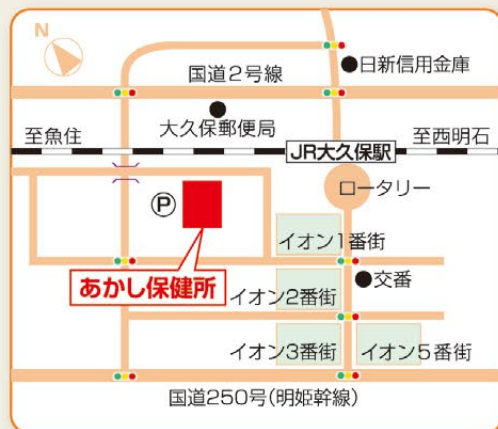 N
日新信用金庫
国道2号線
大久保郵便局
至魚住
JR大久保駅
至西明石
ロータリー
P
イオン1番街
あかし保健所
イオン2番街
交番
イオン3番街
イオン5番街
国道250号(明姫幹線)